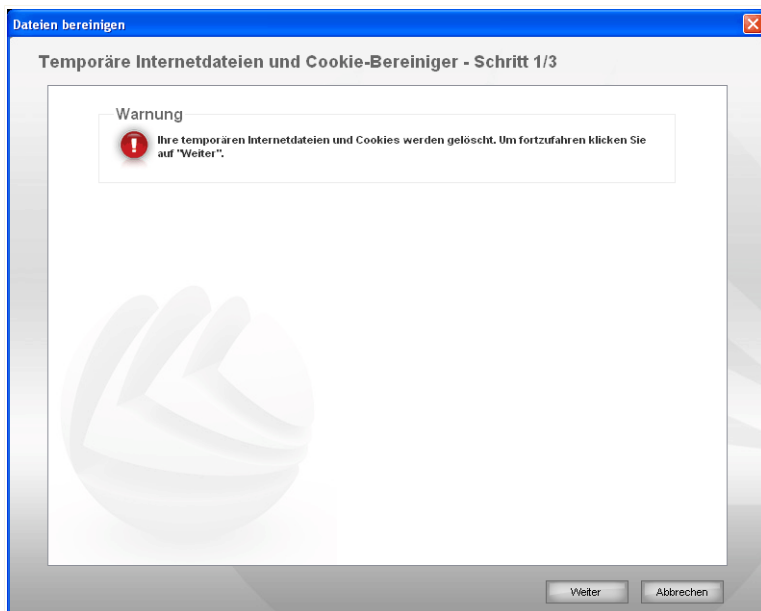 Dateien bereinigen
Temporäre Internetdateien und Cookie-Bereiniger - Schritt 1/3
Warnung
Ihre temporären Internetdateien und Cookies werden gelöscht. Um fortzufahren klicken Sie
auf "Weiter".
Weiter
Abbrechen